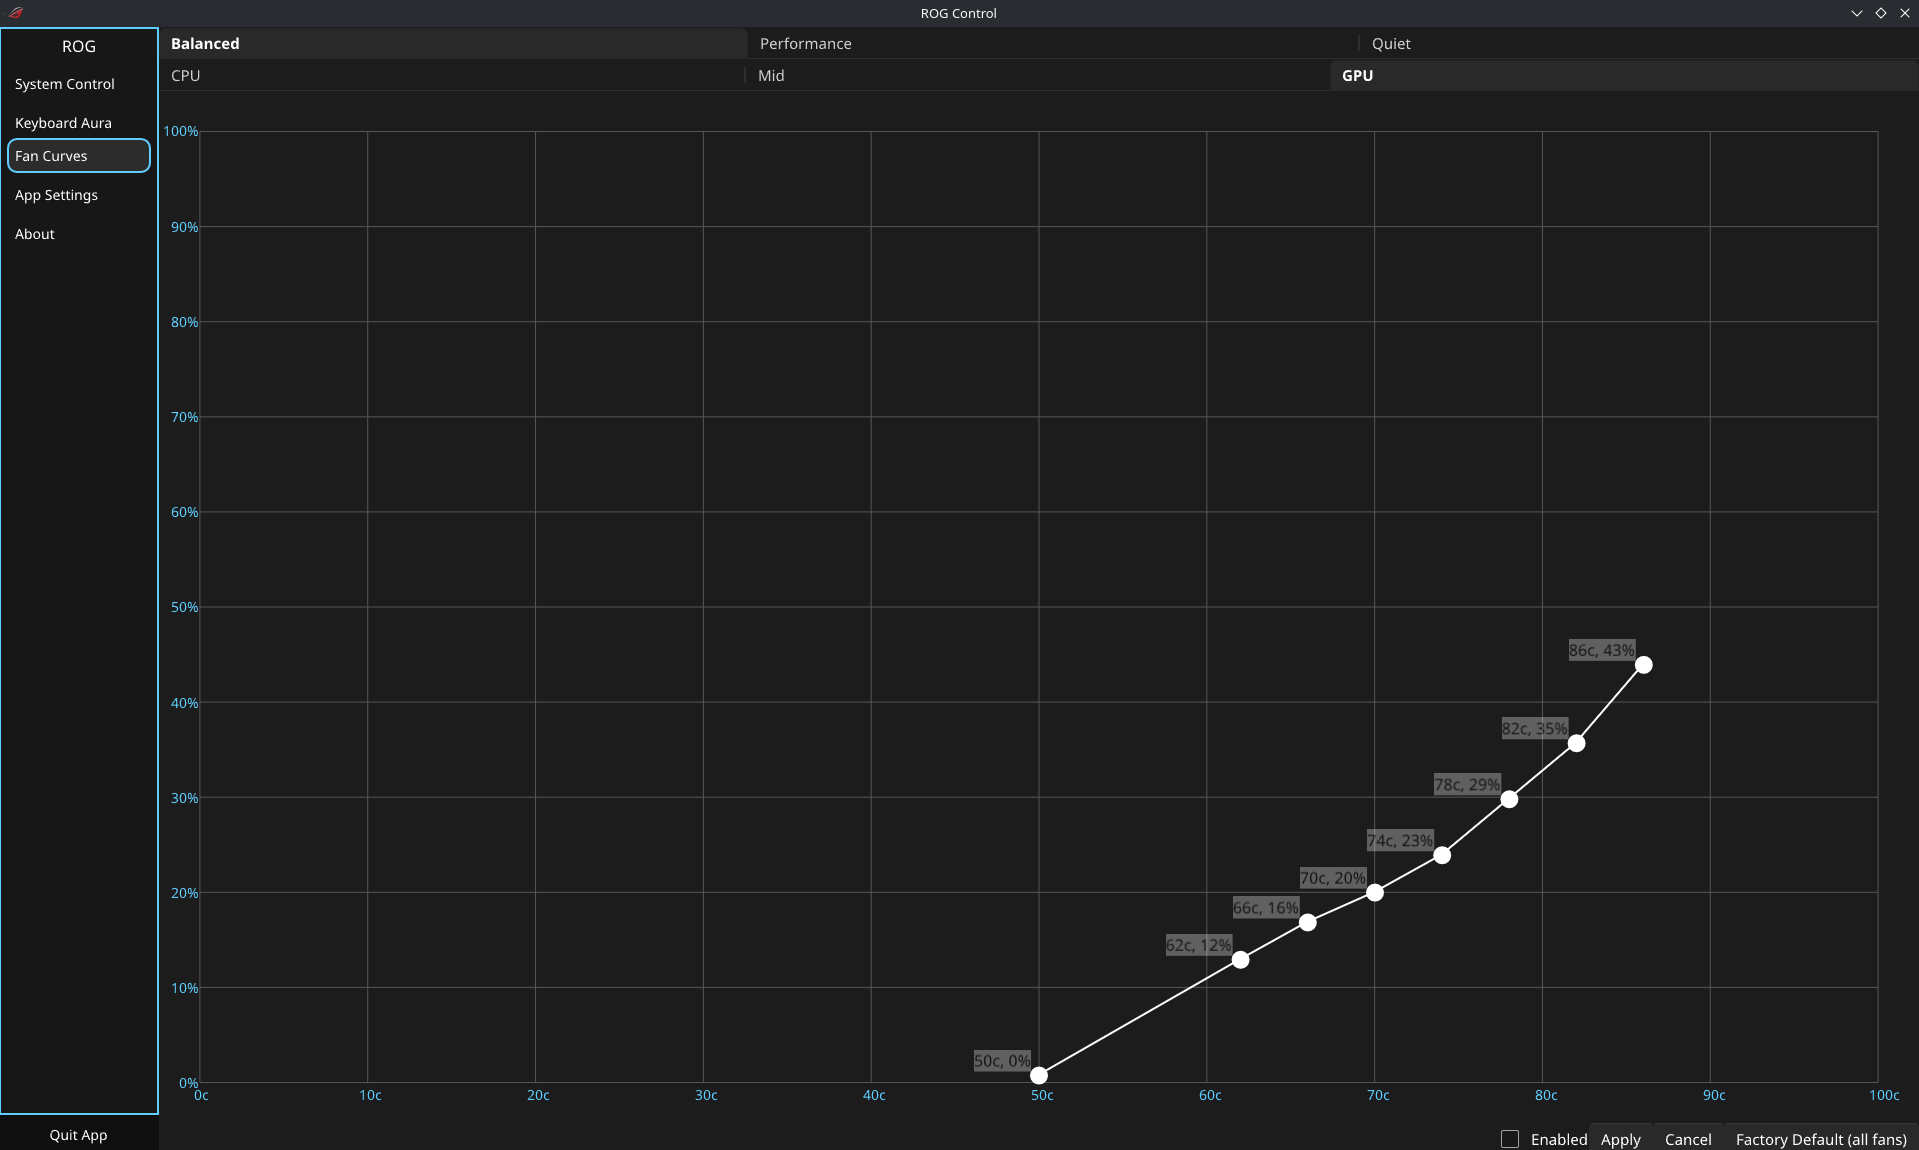 ROG Control
ROG
System Control
Keyboard Aura
Fan Curves
App Settings
About
Quit App
Balanced
Performance
Quiet
CPU
Mid
GPU
100%
90%
80%
70%
60%
50%
40%
30%
20%
10%
0%
86c, 43%
82c, 35%
78c, 29%
74c, 23%
70c, 20%
66c, 16%
62c, 12%
50c, 0%
0c 10c 20c 30c 40c 50c 60c 70c 80c 90c 100c
Enabled Apply Cancel Factory Default (all fans)